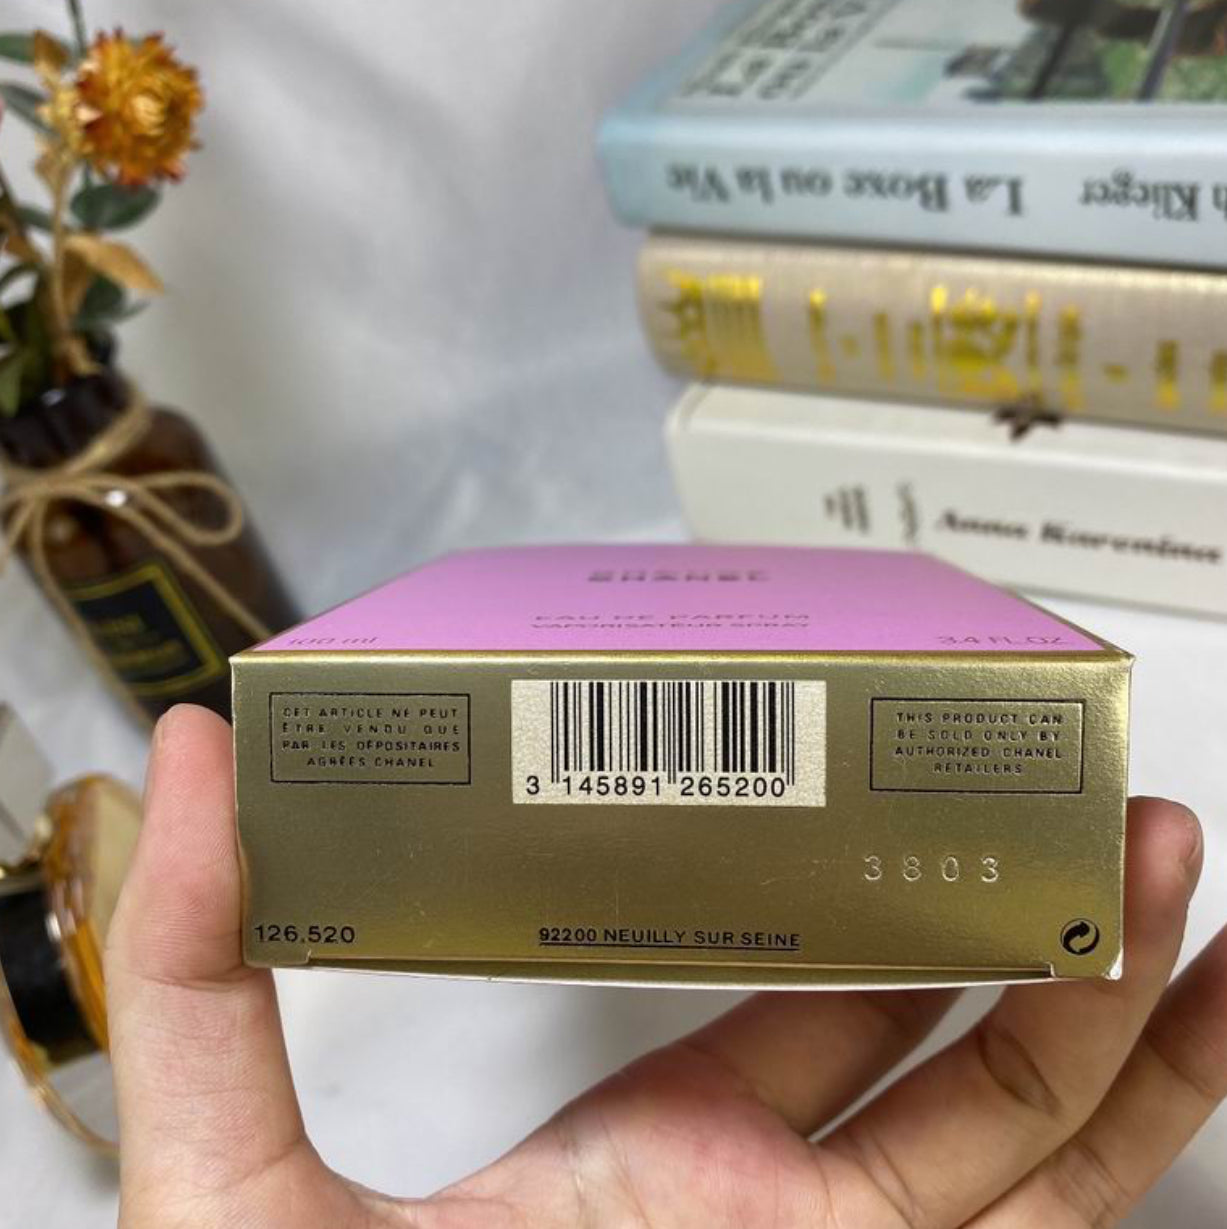 La Boxe ou la Vie
Klieger
Anna Karenina
CHANCE
CHANEL
EAU DE PARFUM
VAPORISATEUR SPRAY
100 ml
3.4 FL.OZ
CET ARTICLE NE PEUT
ÊTRE VENDU QUE
PAR LES DÉPOSITAIRES
AGRÉÉS CHANEL
3 145891 265200
THIS PRODUCT CAN
BE SOLD ONLY BY
AUTHORIZED CHANEL
RETAILERS
3803
126.520
92200 NEUILLY SUR SEINE